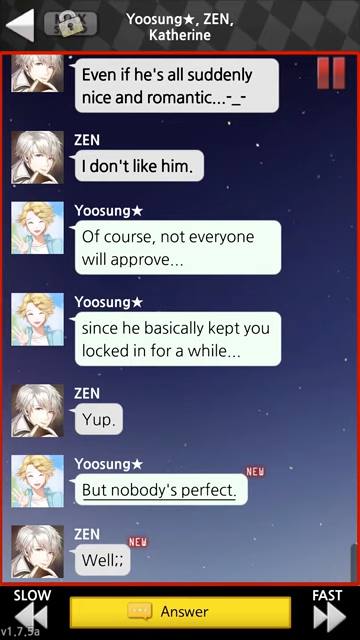 Yoosung★, ZEN,
Katherine
Even if he's all suddenly
nice and romantic...-_-
ZEN
I don't like him.
Yoosung★
Of course, not everyone
will approve...
Yoosung★
since he basically kept you
locked in for a while...
ZEN
Yup.
Yoosung★
NEW
But nobody's perfect.
ZEN
NEW
Well;;
SLOW
Answer
FAST
v1.7.5a